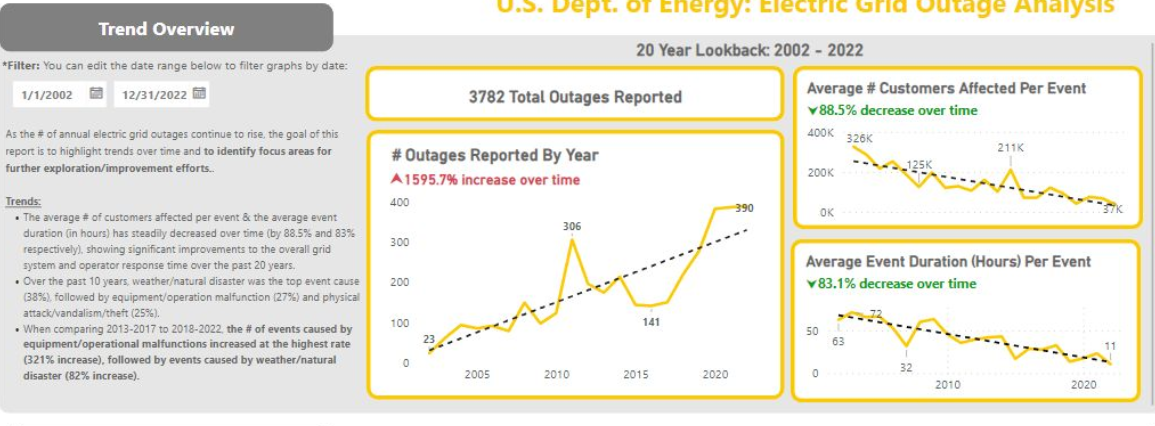 U.S. Dept. of Energy: Electric Grid Outage Analysis
Trend Overview
*Filter: You can edit the date range below to filter graphs by date:
1/1/2002 12/31/2022
As the # of annual electric grid outages continue to rise, the goal of this
report is to highlight trends over time and to identify focus areas for
further exploration/improvement efforts..
Trends:
• The average # of customers affected per event & the average event
duration (in hours) has steadily decreased over time (by 88.5% and 83%
respectively), showing significant improvements to the overall grid
system and operator response time over the past 20 years.
• Over the past 10 years, weather/natural disaster was the top event cause
(38%), followed by equipment/operation malfunction (27%) and physical
attack/vandalism/theft (25%).
• When comparing 2013-2017 to 2018-2022, the # of events caused by
equipment/operational malfunctions increased at the highest rate
(321% increase), followed by events caused by weather/natural
disaster (82% increase).
20 Year Lookback: 2002 - 2022
3782 Total Outages Reported
# Outages Reported By Year
1595.7% increase over time
400
300
200
100
0
23
306
141
390
2005 2010 2015 2020
Average # Customers Affected Per Event
88.5% decrease over time
400K
200K
0K
326K
125K
211K
37K
Average Event Duration (Hours) Per Event
83.1% decrease over time
50
0
63
72
32
11
2010 2020